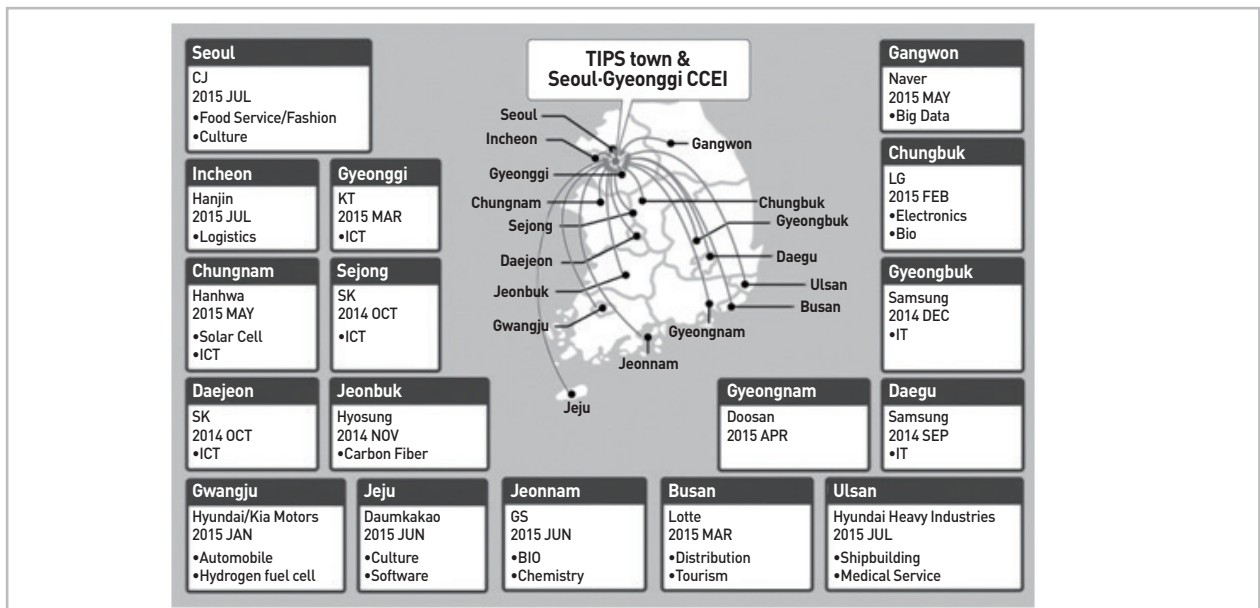 TIPS town &
Seoul·Gyeonggi CCEI
Seoul
CJ
2015 JUL
•Food Service/Fashion
•Culture
Incheon
Hanjin
2015 JUL
•Logistics
Gyeonggi
KT
2015 MAR
•ICT
Chungnam
Hanhwa
2015 MAY
•Solar Cell
•ICT
Sejong
SK
2014 OCT
•ICT
Daejeon
SK
2014 OCT
•ICT
Jeonbuk
Hyosung
2014 NOV
•Carbon Fiber
Seoul
Incheon
Gyeonggi
Chungnam
Sejong
Daejeon
Jeonbuk
Gwangju
Jeju
Jeonnam
Gyeongnam
Busan
Ulsan
Daegu
Gyeongbuk
Chungbuk
Gangwon
Gangwon
Naver
2015 MAY
•Big Data
Chungbuk
LG
2015 FEB
•Electronics
•Bio
Gyeongbuk
Samsung
2014 DEC
•IT
Gyeongnam
Doosan
2015 APR
Daegu
Samsung
2014 SEP
•IT
Gwangju
Hyundai/Kia Motors
2015 JAN
•Automobile
•Hydrogen fuel cell
Jeju
Daumkakao
2015 JUN
•Culture
•Software
Jeonnam
GS
2015 JUN
•BIO
•Chemistry
Busan
Lotte
2015 MAR
•Distribution
•Tourism
Ulsan
Hyundai Heavy Industries
2015 JUL
•Shipbuilding
•Medical Service